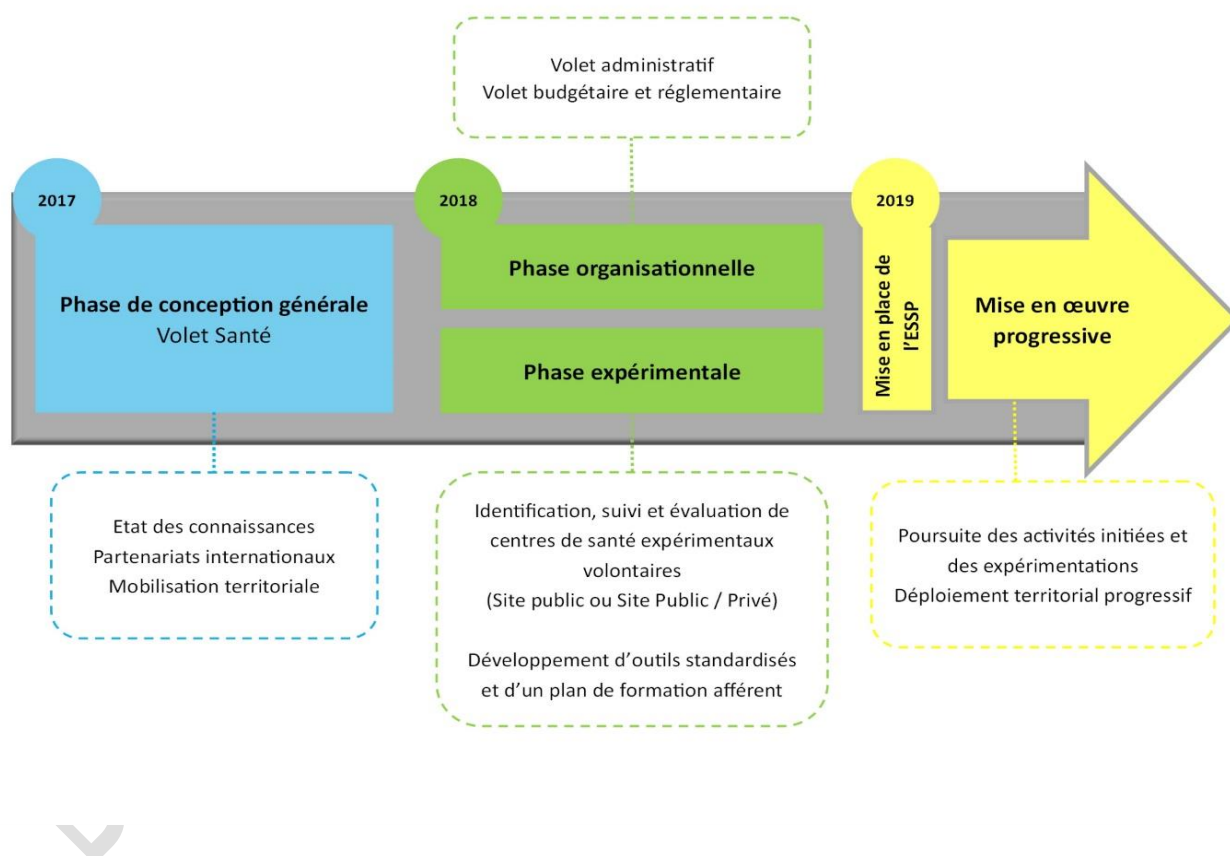 Volet administratif
Volet budgétaire et réglementaire
2017
2018
2019
Phase de conception générale
Volet Santé
Phase organisationnelle
Phase expérimentale
Mise en place de
l’ESSP
Mise en œuvre
progressive
Etat des connaissances
Partenariats internationaux
Mobilisation territoriale
Identification, suivi et évaluation de
centres de santé expérimentaux
volontaires
(Site public ou Site Public / Privé)
Développement d’outils standardisés
et d’un plan de formation afférent
Poursuite des activités initiées et
des expérimentations
Déploiement territorial progressif